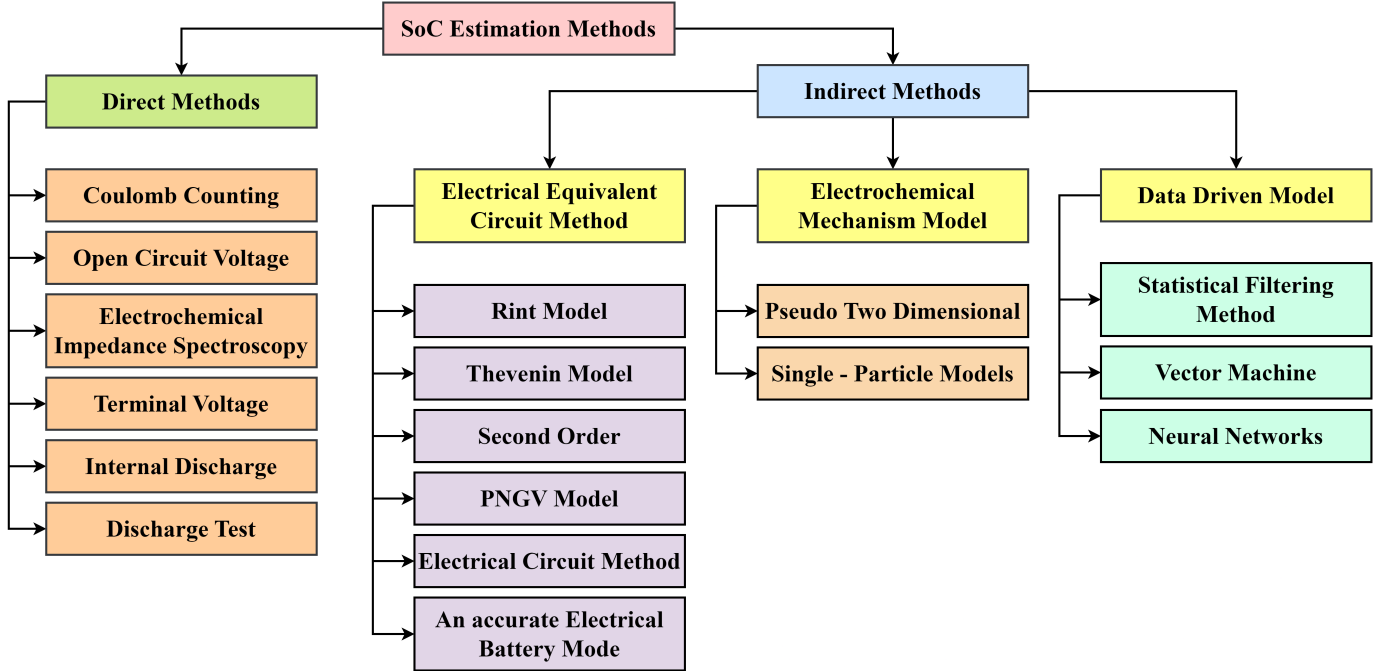 SoC Estimation Methods
Direct Methods
Coulomb Counting
Open Circuit Voltage
Electrochemical
Impedance Spectroscopy
Terminal Voltage
Internal Discharge
Discharge Test
Indirect Methods
Electrical Equivalent
Circuit Method
Rint Model
Thevenin Model
Second Order
PNGV Model
Electrical Circuit Method
An accurate Electrical
Battery Mode
Electrochemical
Mechanism Model
Pseudo Two Dimensional
Single - Particle Models
Data Driven Model
Statistical Filtering
Method
Vector Machine
Neural Networks